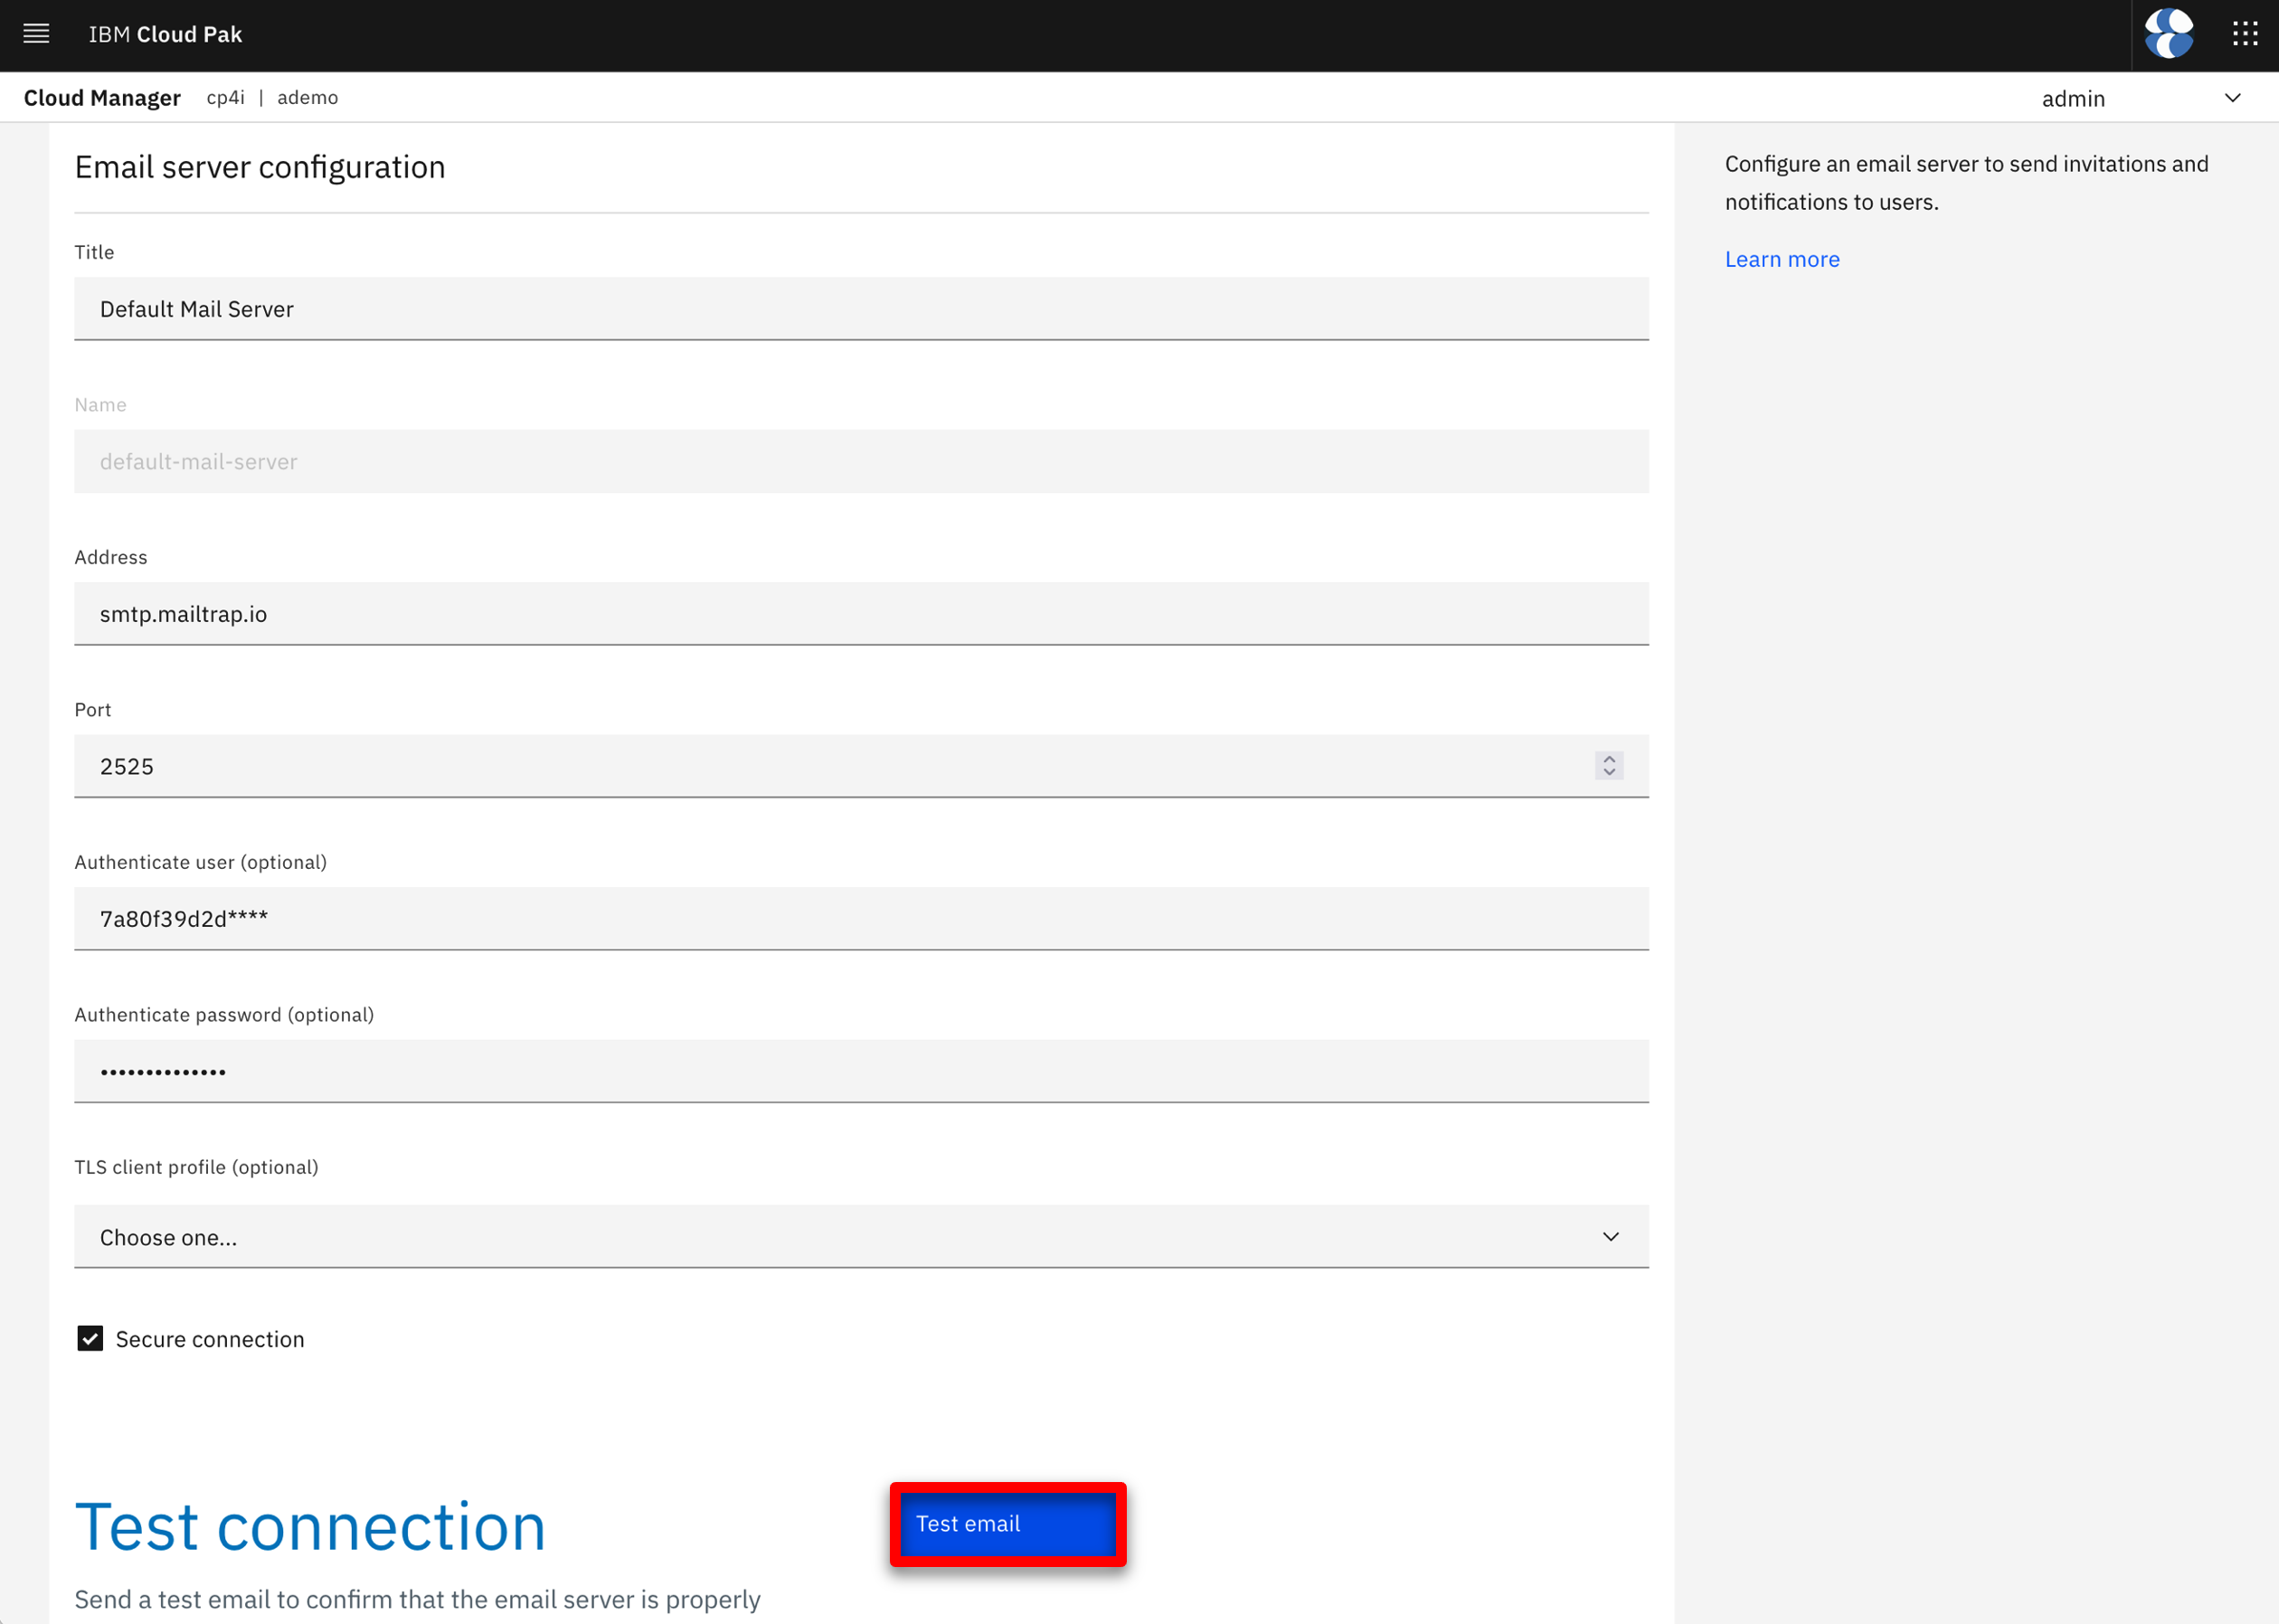 IBM Cloud Pak
Cloud Manager cp4i | ademo admin
Email server configuration
Configure an email server to send invitations and
notifications to users.
Learn more
Title
Default Mail Server
Name
default-mail-server
Address
smtp.mailtrap.io
Port
2525
Authenticate user (optional)
7a80f39d2d****
Authenticate password (optional)
••••••••••••••
TLS client profile (optional)
Choose one...
Secure connection
Test connection
Test email
Send a test email to confirm that the email server is properly